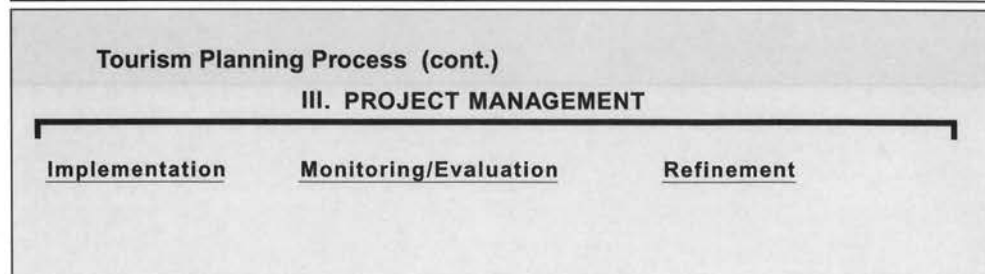 Tourism Planning Process (cont.)
III. PROJECT MANAGEMENT
Implementation Monitoring/Evaluation Refinement